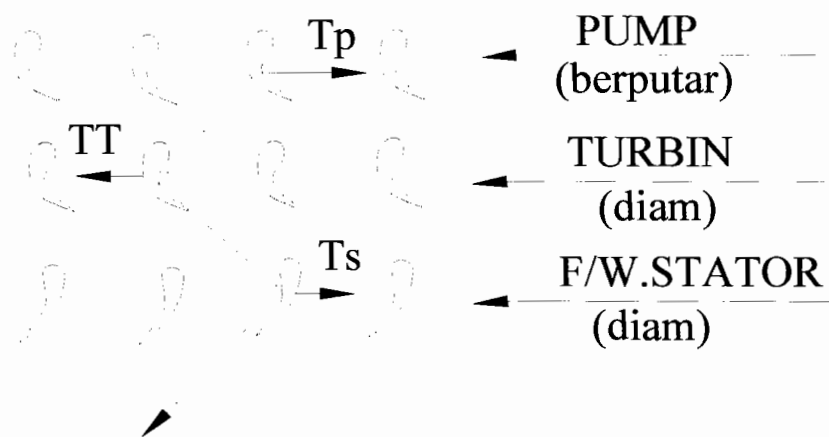 Tp
PUMP
(berputar)
TT
TURBIN
(diam)
Ts
F/W.STATOR
(diam)